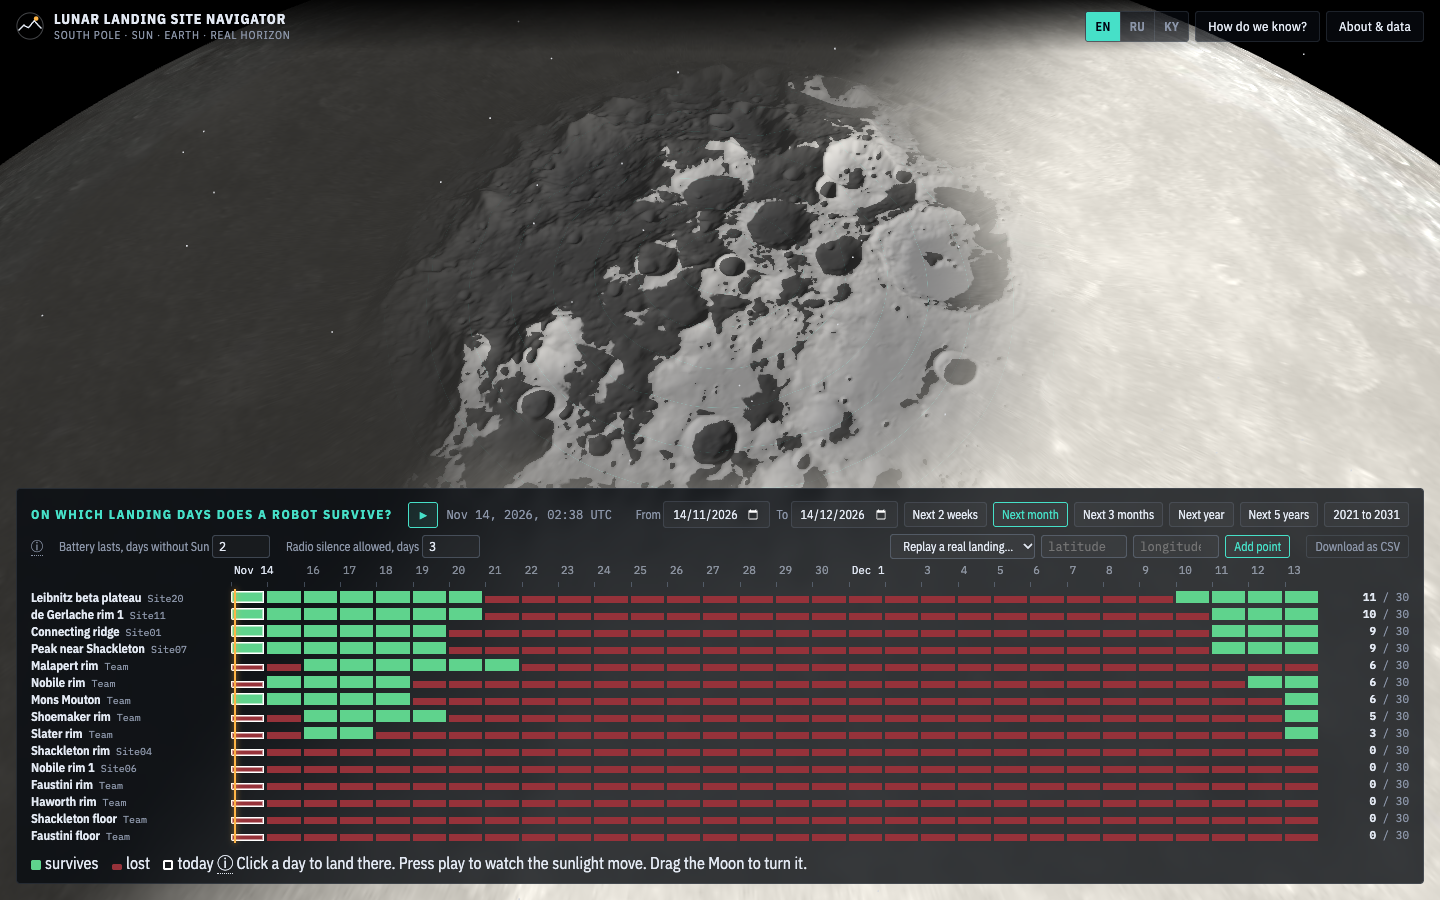 LUNAR LANDING SITE NAVIGATOR
SOUTH POLE · SUN · EARTH · REAL HORIZON
EN RU KY How do we know? About & data
ON WHICH LANDING DAYS DOES A ROBOT SURVIVE? Nov 14, 2026, 02:38 UTC From 14/11/2026 To 14/12/2026 Next 2 weeks Next month Next 3 months Next year Next 5 years 2021 to 2031
ⓘ Battery lasts, days without Sun 2 Radio silence allowed, days 3 Replay a real landing... latitude longitude Add point Download as CSV
Nov 14 16 17 18 19 20 21 22 23 24 25 26 27 28 29 30 Dec 1 3 4 5 6 7 8 9 10 11 12 13
Leibnitz beta plateau Site20 11 / 30
de Gerlache rim 1 Site11 10 / 30
Connecting ridge Site01 9 / 30
Peak near Shackleton Site07 9 / 30
Malapert rim Team 6 / 30
Nobile rim Team 6 / 30
Mons Mouton Team 6 / 30
Shoemaker rim Team 5 / 30
Slater rim Team 3 / 30
Shackleton rim Site04 0 / 30
Nobile rim 1 Site06 0 / 30
Faustini rim Team 0 / 30
Haworth rim Team 0 / 30
Shackleton floor Team 0 / 30
Faustini floor Team 0 / 30
survives lost today ⓘ Click a day to land there. Press play to watch the sunlight move. Drag the Moon to turn it.